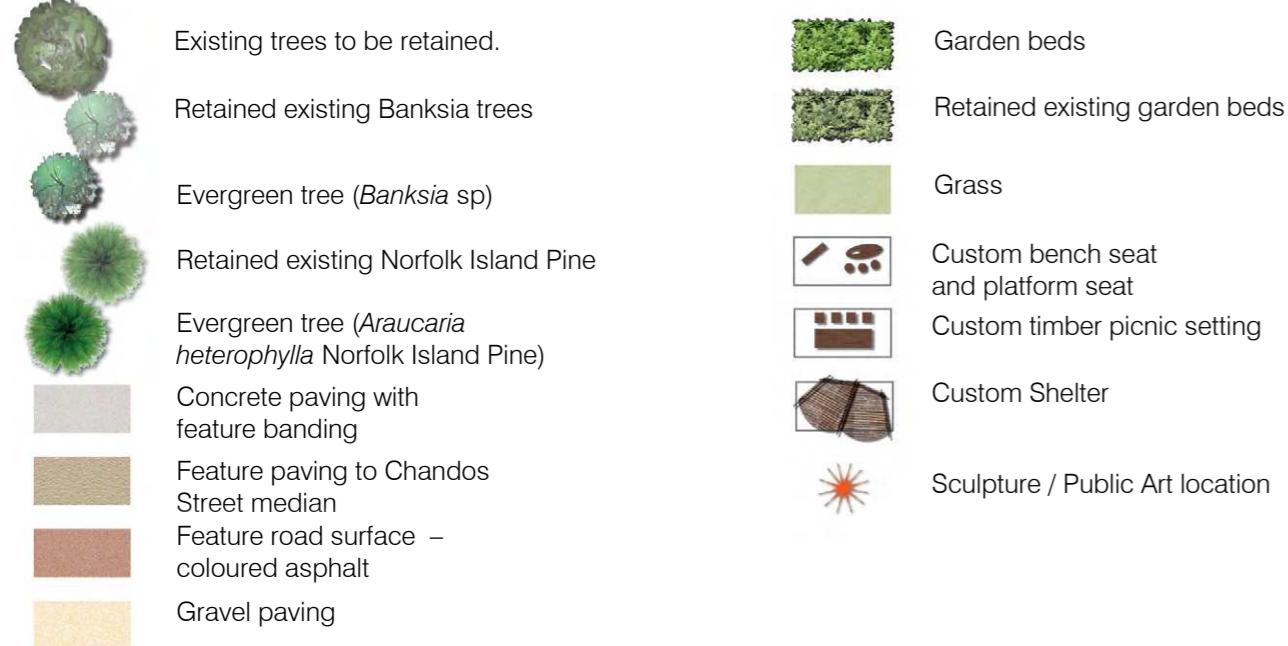 Existing trees to be retained.
Retained existing Banksia trees
Evergreen tree (Banksia sp)
Retained existing Norfolk Island Pine
Evergreen tree (Araucaria
heterophylla Norfolk Island Pine)
Concrete paving with
feature banding
Feature paving to Chandos
Street median
Feature road surface –
coloured asphalt
Gravel paving
Garden beds
Retained existing garden beds
Grass
Custom bench seat
and platform seat
Custom timber picnic setting
Custom Shelter
Sculpture / Public Art location